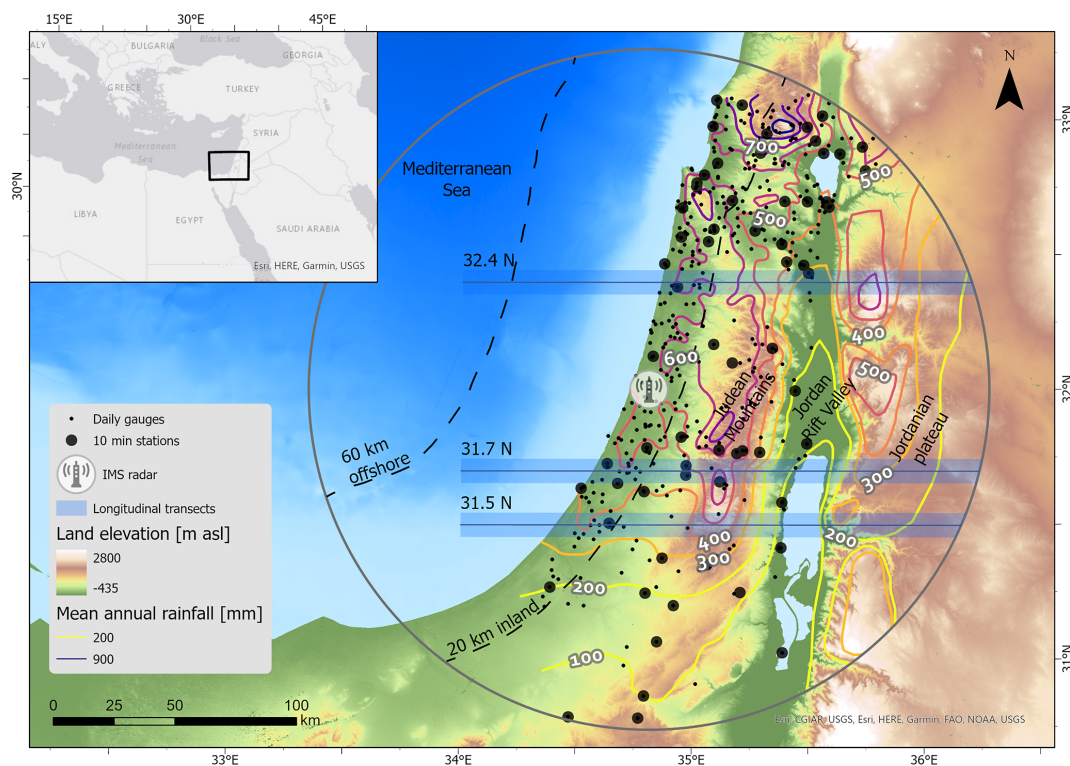 15°E 30°E 45°E
ALY
BULGARIA
Black Sea
GEORGIA
GREECE
TURKEY
SYRIA
Mediterranean
Sea
LIBYA
EGYPT
SAUDI ARABIA
Esri, HERE, Garmin, USGS
30°N
N
33°N
32°N
31°N
Mediterranean
Sea
700
500
500
32.4 N
400
600
500
Judean
Mountains
Jordan
Rift Valley
Jordanian
plateau
60 km
offshore
31.7 N
300
31.5 N
200
400
300
200
20 km inland
100
Daily gauges
10 min stations
IMS radar
Longitudinal transects
Land elevation [m asl]
2800
-435
Mean annual rainfall [mm]
200
900
0 25 50 100
km
Esri, CGIAR, USGS, Esri, HERE, Garmin, FAO, NOAA, USGS
33°E 34°E 35°E 36°E